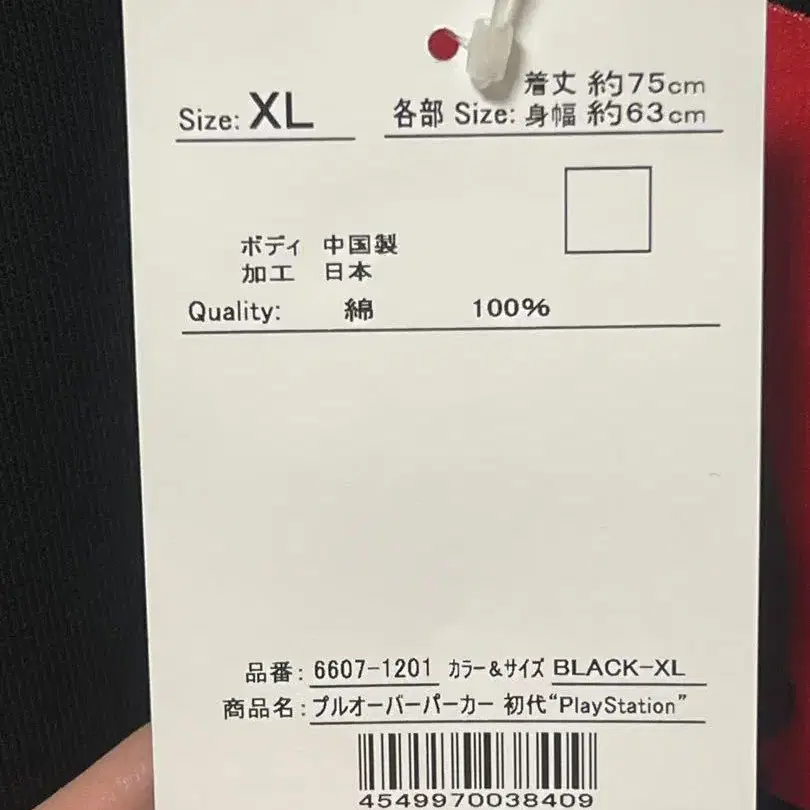 着丈 約75cm
Size: XL 各部 Size: 身幅 約63cm
ボディ 中国製
加工 日本
Quality: 綿 100%
品番: 6607-1201 カラー&サイズ BLACK-XL
商品名: プルオーバーパーカー 初代“PlayStation”
4549970038409